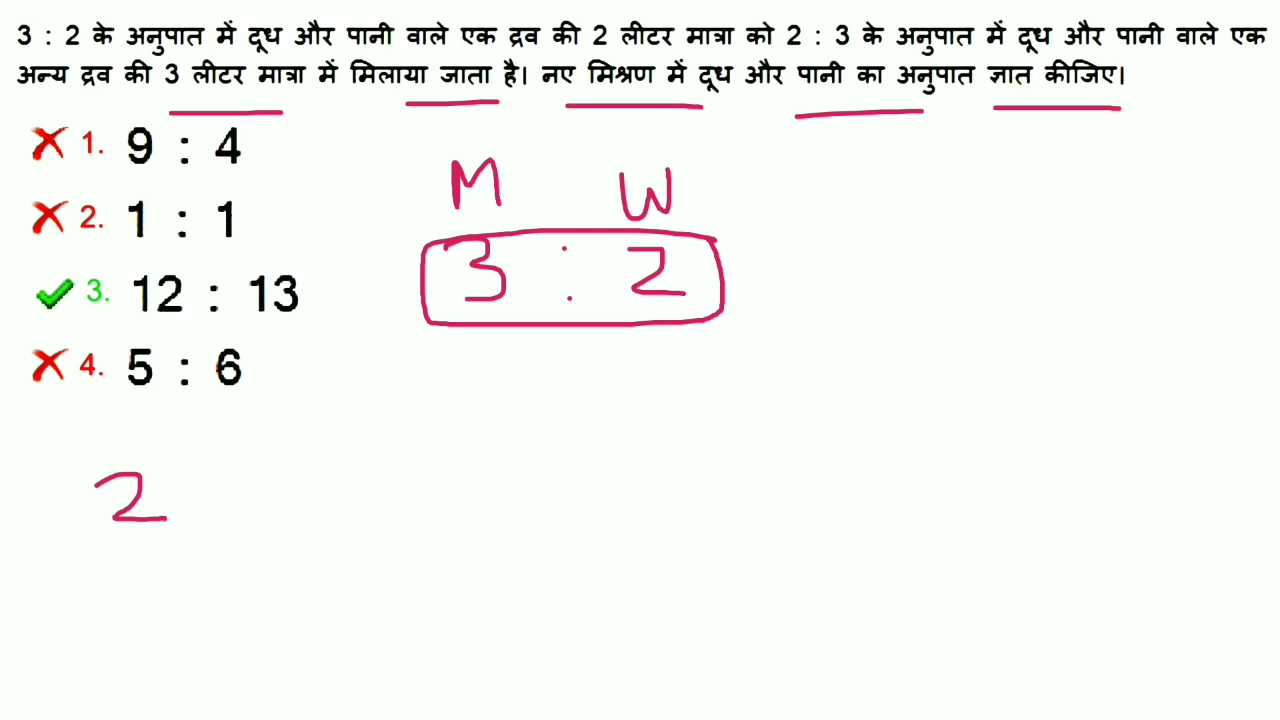 3 : 2 के अनुपात में दूध और पानी वाले एक द्रव की 2 लीटर मात्रा को 2 : 3 के अनुपात में दूध और पानी वाले एक
अन्य द्रव की 3 लीटर मात्रा में मिलाया जाता है। नए मिश्रण में दूध और पानी का अनुपात ज्ञात कीजिए।
1. 9 : 4
2. 1 : 1
3. 12 : 13
4. 5 : 6
M W
3 : 2
2